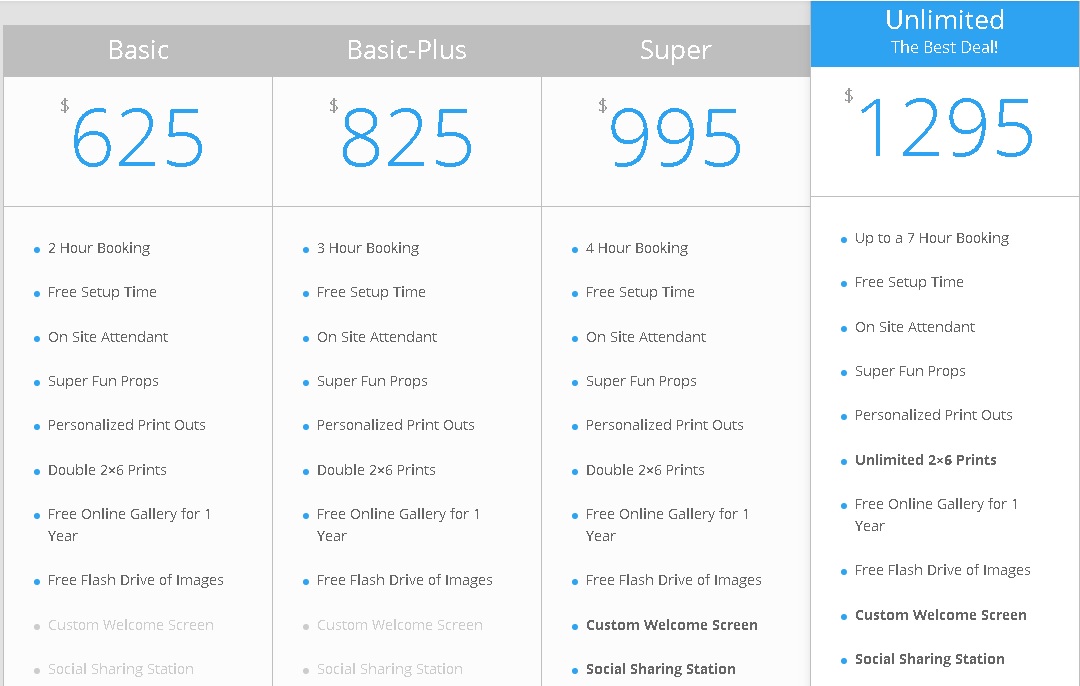 Basic
$
625
2 Hour Booking
Free Setup Time
On Site Attendant
Super Fun Props
Personalized Print Outs
Double 2×6 Prints
Free Online Gallery for 1
Year
Free Flash Drive of Images
Custom Welcome Screen
Social Sharing Station
Basic-Plus
$
825
3 Hour Booking
Free Setup Time
On Site Attendant
Super Fun Props
Personalized Print Outs
Double 2×6 Prints
Free Online Gallery for 1
Year
Free Flash Drive of Images
Custom Welcome Screen
Social Sharing Station
Super
$
995
4 Hour Booking
Free Setup Time
On Site Attendant
Super Fun Props
Personalized Print Outs
Double 2×6 Prints
Free Online Gallery for 1
Year
Free Flash Drive of Images
Custom Welcome Screen
Social Sharing Station
Unlimited
The Best Deal!
$
1295
Up to a 7 Hour Booking
Free Setup Time
On Site Attendant
Super Fun Props
Personalized Print Outs
Unlimited 2×6 Prints
Free Online Gallery for 1
Year
Free Flash Drive of Images
Custom Welcome Screen
Social Sharing Station